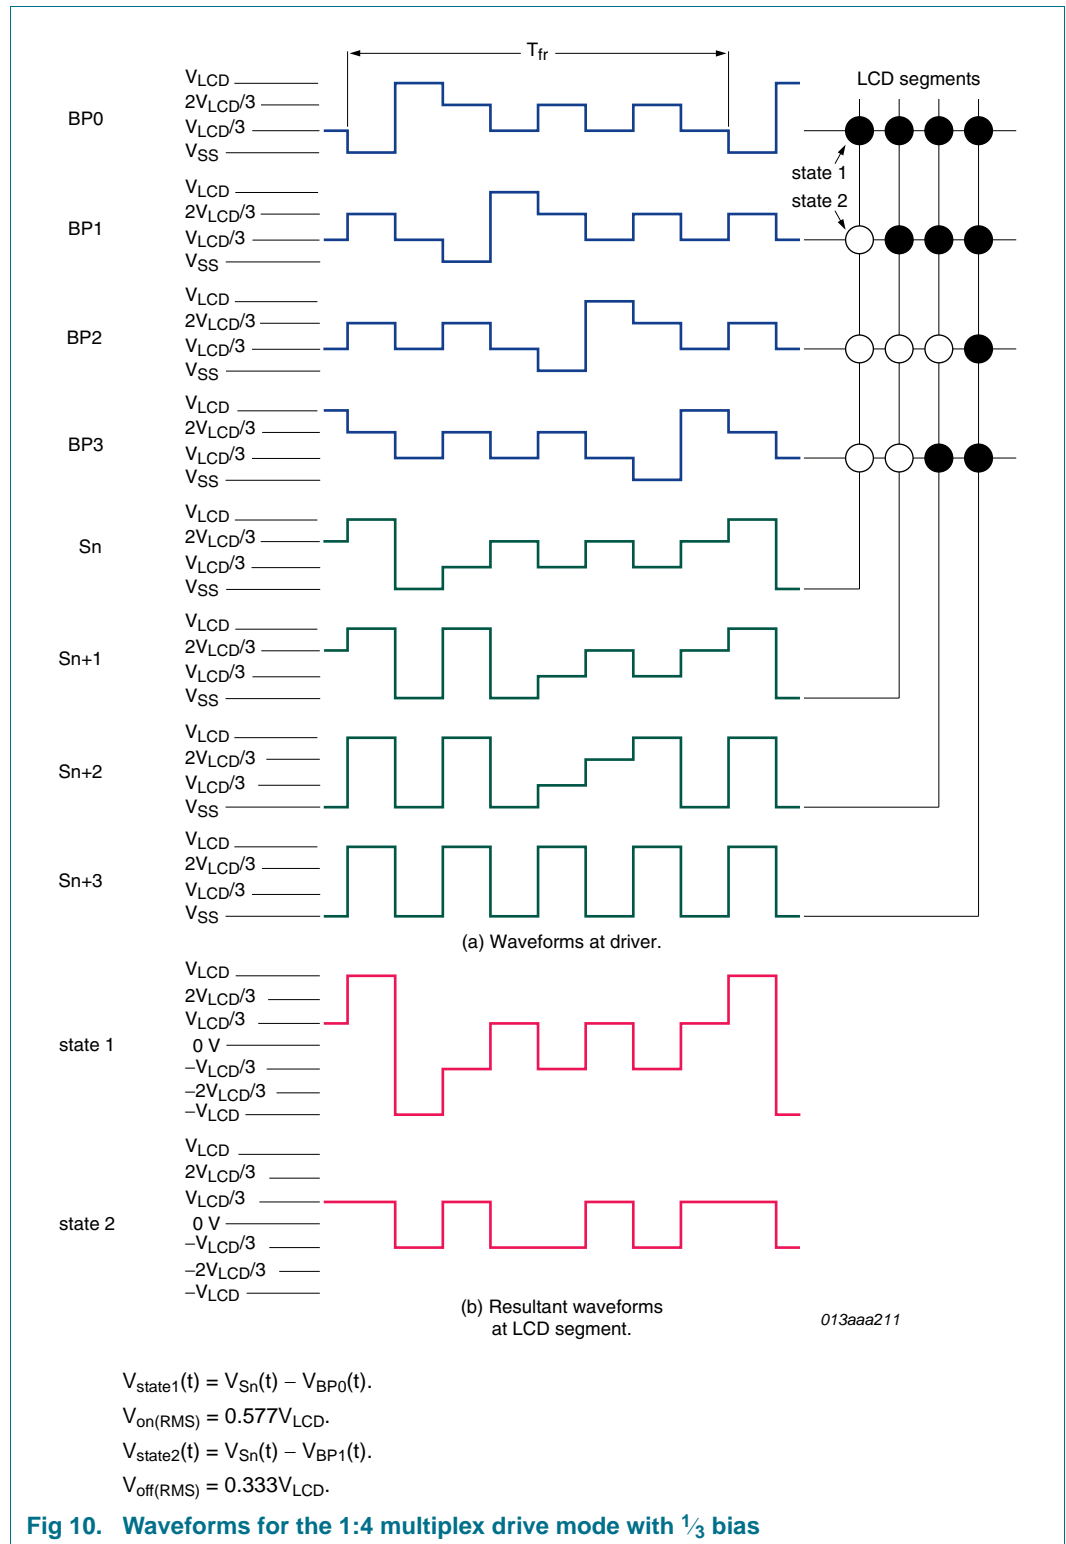 Tfr
VLCD
2VLCD/3
BP0
VLCD/3
VSS
LCD segments
state 1
state 2
VLCD
2VLCD/3
BP1
VLCD/3
VSS
VLCD
2VLCD/3
BP2
VLCD/3
VSS
VLCD
2VLCD/3
BP3
VLCD/3
VSS
VLCD
2VLCD/3
Sn
VLCD/3
VSS
VLCD
2VLCD/3
Sn+1
VLCD/3
VSS
VLCD
2VLCD/3
Sn+2
VLCD/3
VSS
VLCD
2VLCD/3
Sn+3
VLCD/3
VSS
(a) Waveforms at driver.
VLCD
2VLCD/3
VLCD/3
state 1
0 V
−VLCD/3
−2VLCD/3
−VLCD
VLCD
2VLCD/3
VLCD/3
state 2
0 V
−VLCD/3
−2VLCD/3
−VLCD
(b) Resultant waveforms
at LCD segment.
013aaa211
Vstate1(t) = VSn(t) − VBP0(t).
Von(RMS) = 0.577VLCD.
Vstate2(t) = VSn(t) − VBP1(t).
Voff(RMS) = 0.333VLCD.
Fig 10. Waveforms for the 1:4 multiplex drive mode with 1⁄3 bias